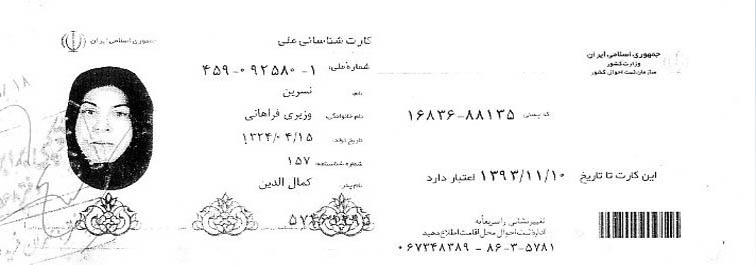 جمهوری اسلامی ایران
کارت شناسائی ملی
شماره ملی: ۴۵۹-۰۹۲۵۸۰-۱
نام: نسرین
نام خانوادگی: وزیری فراهانی
تاریخ تولد: ۱۳۲۴/۰۴/۱۵
شماره شناسنامه: ۱۵۷
نام پدر: کمال الدین
جمهوری اسلامی ایران
وزارت کشور
سازمان ثبت احوال کشور
کد پستی ۱۶۸۳۶-۸۸۱۳۵
این کارت تا تاریخ ۱۳۹۳/۱۱/۱۰ اعتبار دارد
تغییر نشانی را سریعاً به
اداره ثبت احوال محل اقامت اطلاع دهید
۰۶۷۳۴۸۳۸۹ - ۸۶-۳-۵۷۸۱